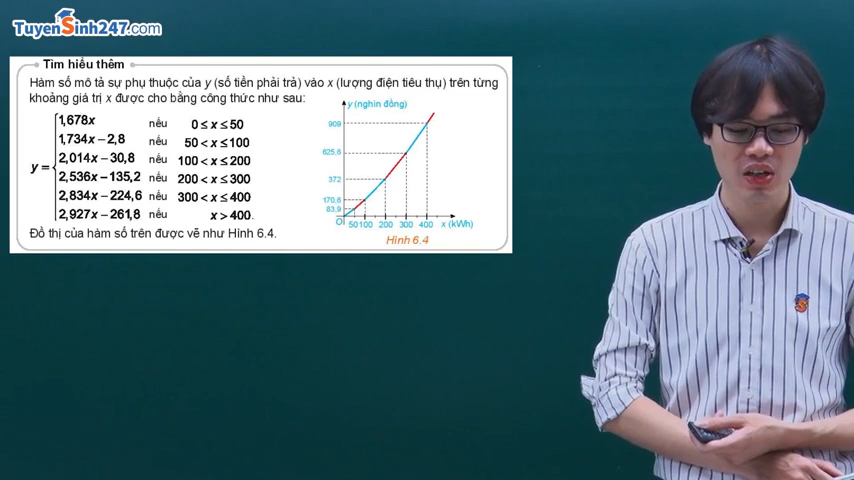 TuyenSinh247.com
Tìm hiểu thêm
Hàm số mô tả sự phụ thuộc của y (số tiền phải trả) vào x (lượng điện tiêu thụ) trên từng
khoảng giá trị x được cho bằng công thức như sau:
y =
1,678x nếu 0 ≤ x ≤ 50
1,734x – 2,8 nếu 50 < x ≤ 100
2,014x – 30,8 nếu 100 < x ≤ 200
2,536x – 135,2 nếu 200 < x ≤ 300
2,834x – 224,6 nếu 300 < x ≤ 400
2,927x – 261,8 nếu x > 400.
y (nghìn đồng)
909
625,6
372
170,6
83,9
O 50 100 200 300 400 x (kWh)
Hình 6.4
Đồ thị của hàm số trên được vẽ như Hình 6.4.